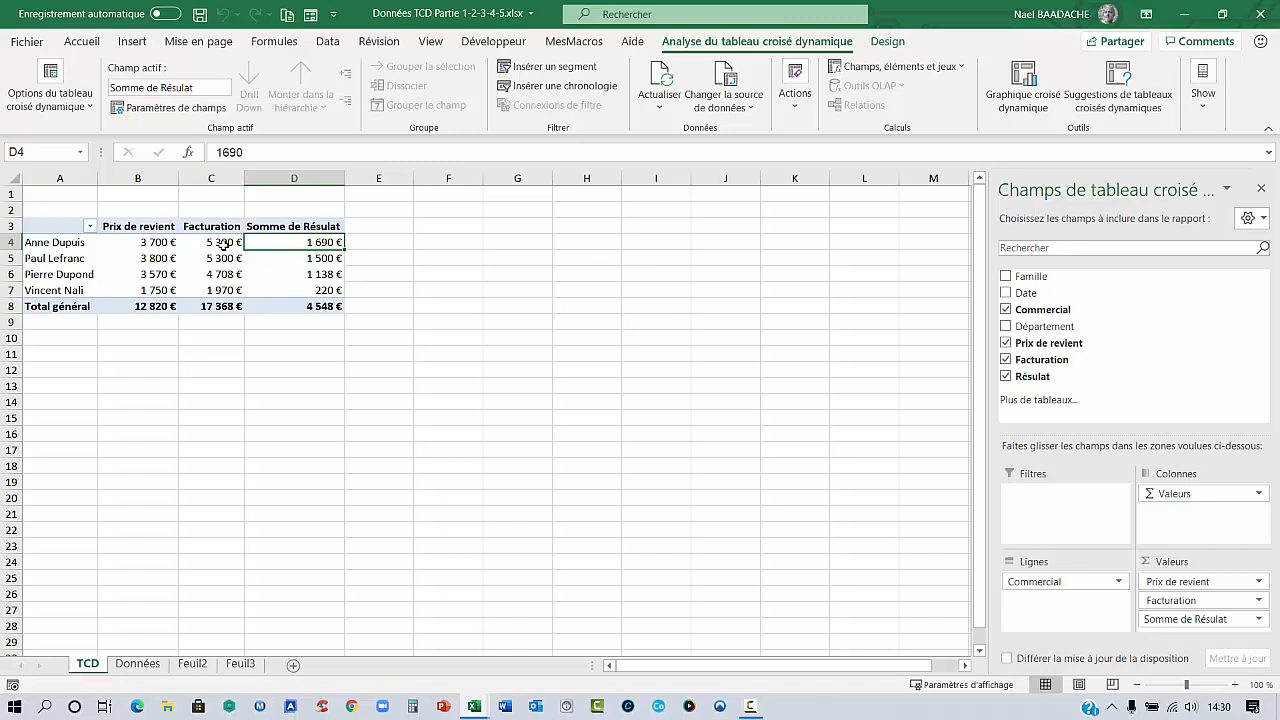 Enregistrement automatique
Données TCD Partie 1-2-3-4-5.xlsx
Rechercher
Nael BAADACHE
Fichier Accueil Insert Mise en page Formules Data Révision View Développeur MesMacros Aide Analyse du tableau croisé dynamique Design Partager Comments
Options du tableau croisé dynamique
Champ actif :
Somme de Résulat
Paramètres de champs
Drill Down
Monter dans la hiérarchie
Champ actif
Grouper la sélection
Dissocier
Grouper le champ
Groupe
Insérer un segment
Insérer une chronologie
Connexions de filtre
Filtrer
Actualiser
Changer la source de données
Données
Actions
Champs, éléments et jeux
Outils OLAP
Relations
Calculs
Graphique croisé dynamique
Suggestions de tableaux croisés dynamiques
Outils
Show
D4 fx 1690
A B C D E F G H I J K L M
1
2
3 Prix de revient Facturation Somme de Résulat
4 Anne Dupuis 3 700 € 5 390 € 1 690 €
5 Paul Lefranc 3 800 € 5 300 € 1 500 €
6 Pierre Dupond 3 570 € 4 708 € 1 138 €
7 Vincent Nali 1 750 € 1 970 € 220 €
8 Total général 12 820 € 17 368 € 4 548 €
9
10
11
12
13
14
15
16
17
18
19
20
21
22
23
24
25
26
27
28
29
Champs de tableau croisé ...
Choisissez les champs à inclure dans le rapport :
Rechercher
Famille
Date
Commercial
Département
Prix de revient
Facturation
Résulat
Plus de tableaux...
Faites glisser les champs dans les zones voulues ci-dessous:
Filtres
Colonnes
Σ Valeurs
Lignes
Commercial
Σ Valeurs
Prix de revient
Facturation
Somme de Résulat
Différer la mise à jour de la disposition
Mettre à jour
TCD Données Feuil2 Feuil3
Paramètres d'affichage
100 %
14:30